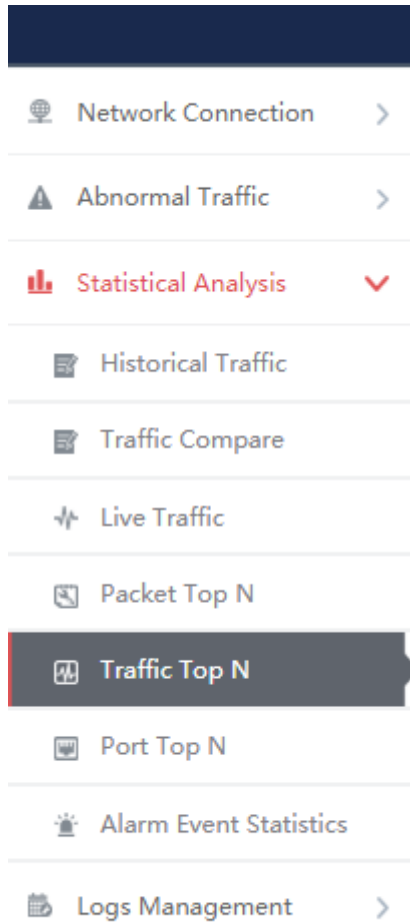 Network Connection
Abnormal Traffic
Statistical Analysis
Historical Traffic
Traffic Compare
Live Traffic
Packet Top N
Traffic Top N
Port Top N
Alarm Event Statistics
Logs Management